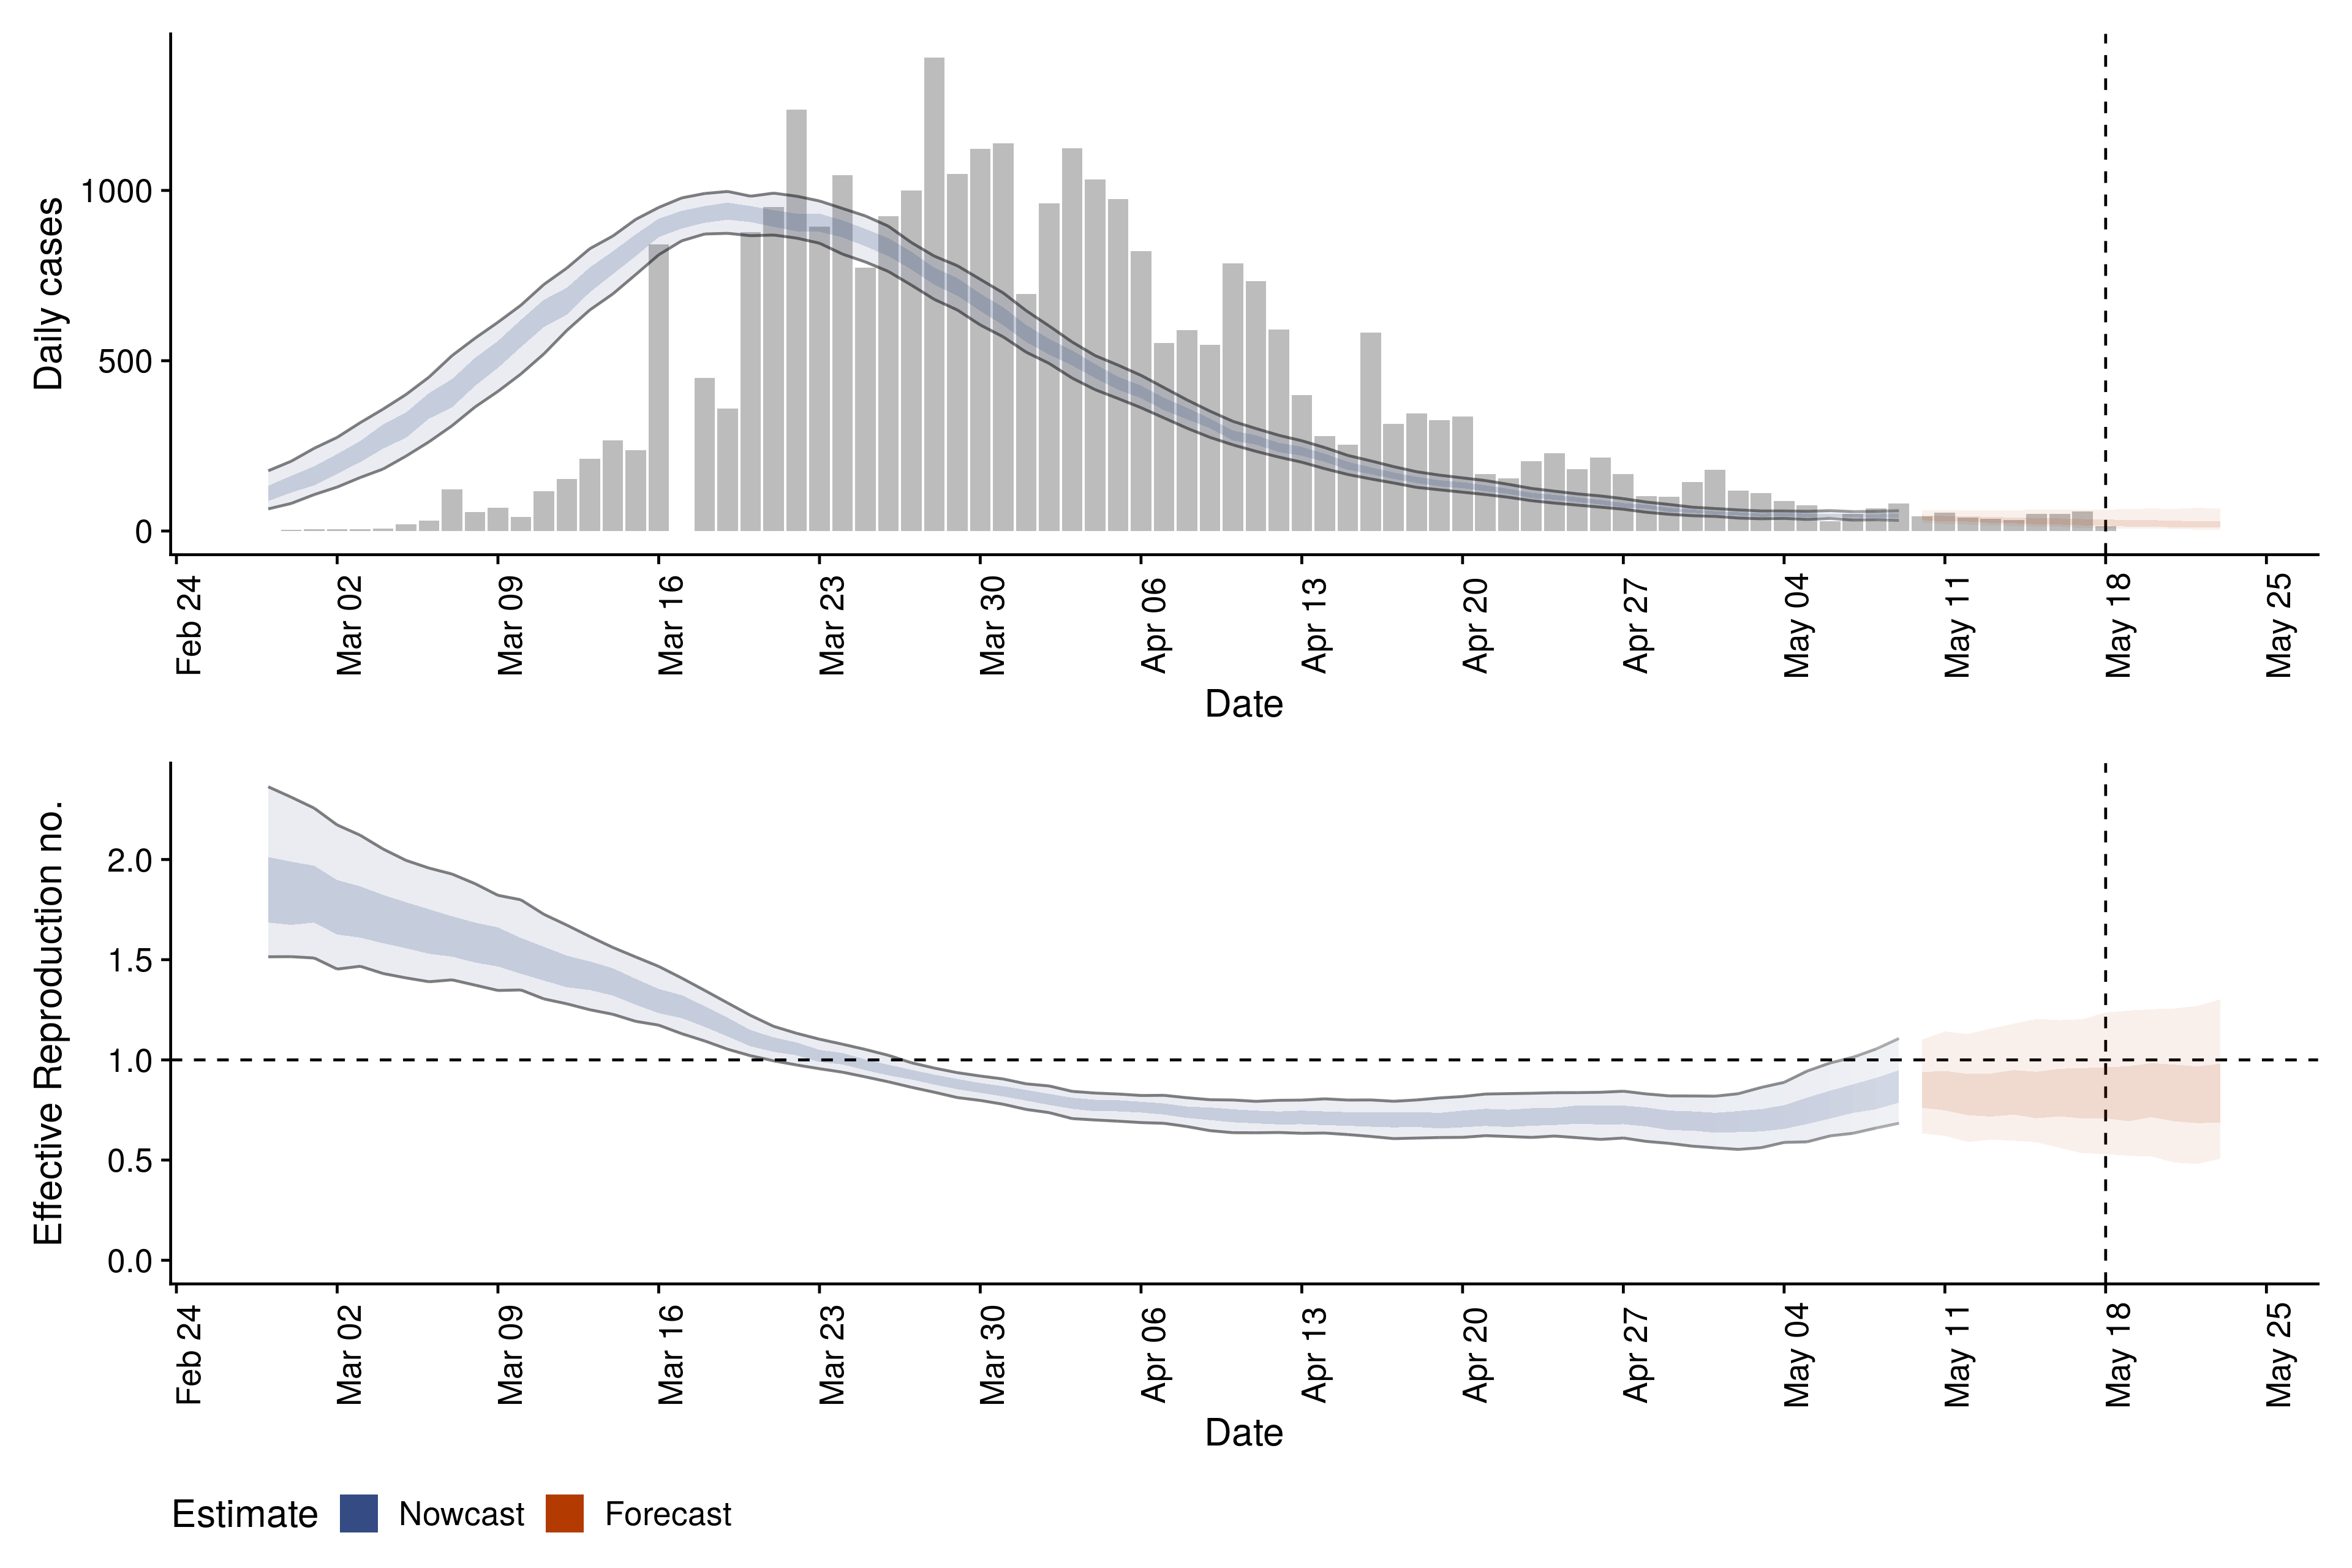 Daily cases
1000
500
0
Feb 24 Mar 02 Mar 09 Mar 16 Mar 23 Mar 30 Apr 06 Apr 13 Apr 20 Apr 27 May 04 May 11 May 18 May 25
Date
Effective Reproduction no.
2.0
1.5
1.0
0.5
0.0
Feb 24 Mar 02 Mar 09 Mar 16 Mar 23 Mar 30 Apr 06 Apr 13 Apr 20 Apr 27 May 04 May 11 May 18 May 25
Date
Estimate Nowcast Forecast